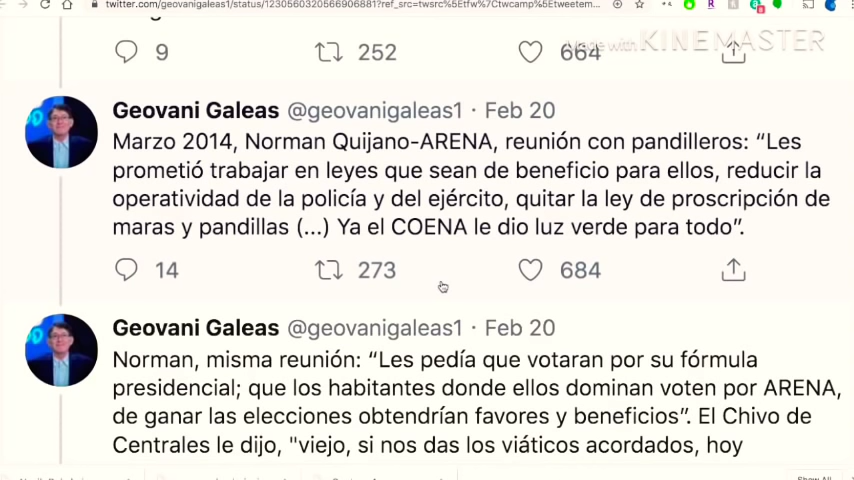 twitter.com/geovanigaleas1/status/1230560320566906881?ref_src=twsrc%5Etfw%7Ctwcamp%5Etweetem...
Made with KINEMASTER
9 252 664
Geovani Galeas @geovanigaleas1 · Feb 20
Marzo 2014, Norman Quijano-ARENA, reunión con pandilleros: “Les
prometió trabajar en leyes que sean de beneficio para ellos, reducir la
operatividad de la policía y del ejército, quitar la ley de proscripción de
maras y pandillas (...) Ya el COENA le dio luz verde para todo”.
14 273 684
Geovani Galeas @geovanigaleas1 · Feb 20
Norman, misma reunión: “Les pedía que votaran por su fórmula
presidencial; que los habitantes donde ellos dominan voten por ARENA,
de ganar las elecciones obtendrían favores y beneficios”. El Chivo de
Centrales le dijo, "viejo, si nos das los viáticos acordados, hoy